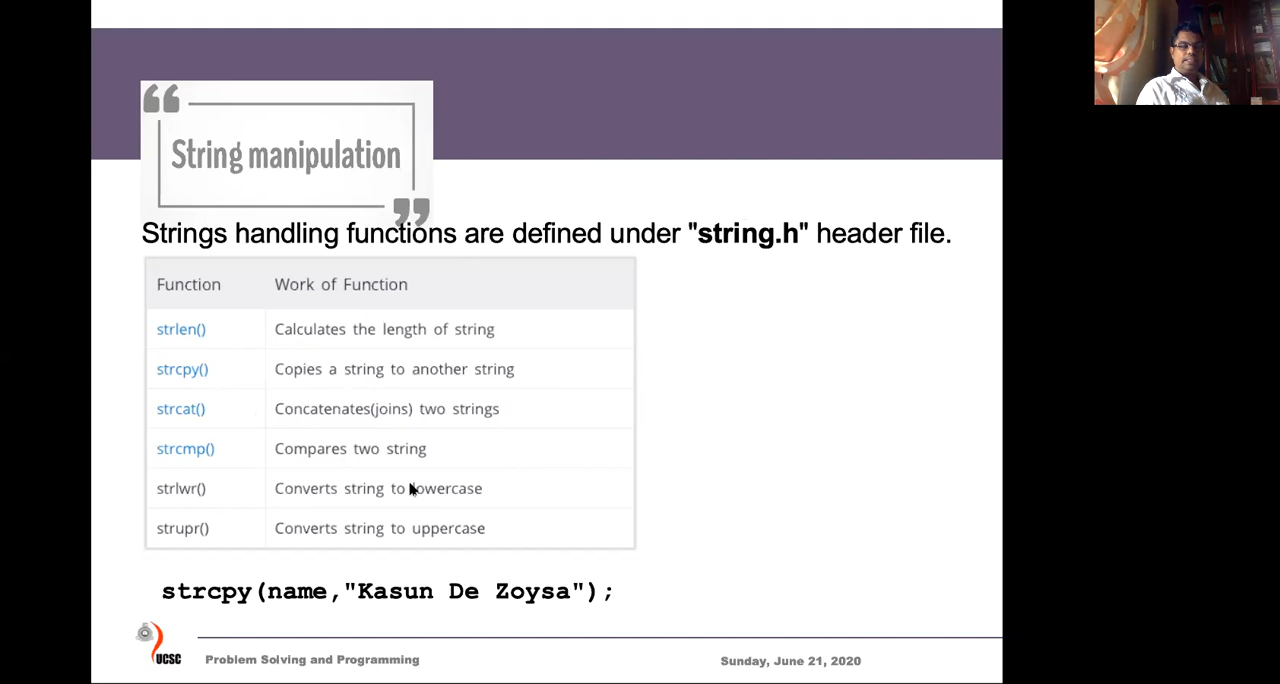 String manipulation
Strings handling functions are defined under "string.h" header file.
Function Work of Function
strlen() Calculates the length of string
strcpy() Copies a string to another string
strcat() Concatenates(joins) two strings
strcmp() Compares two string
strlwr() Converts string to lowercase
strupr() Converts string to uppercase
strcpy(name,"Kasun De Zoysa");
UCSC Problem Solving and Programming Sunday, June 21, 2020